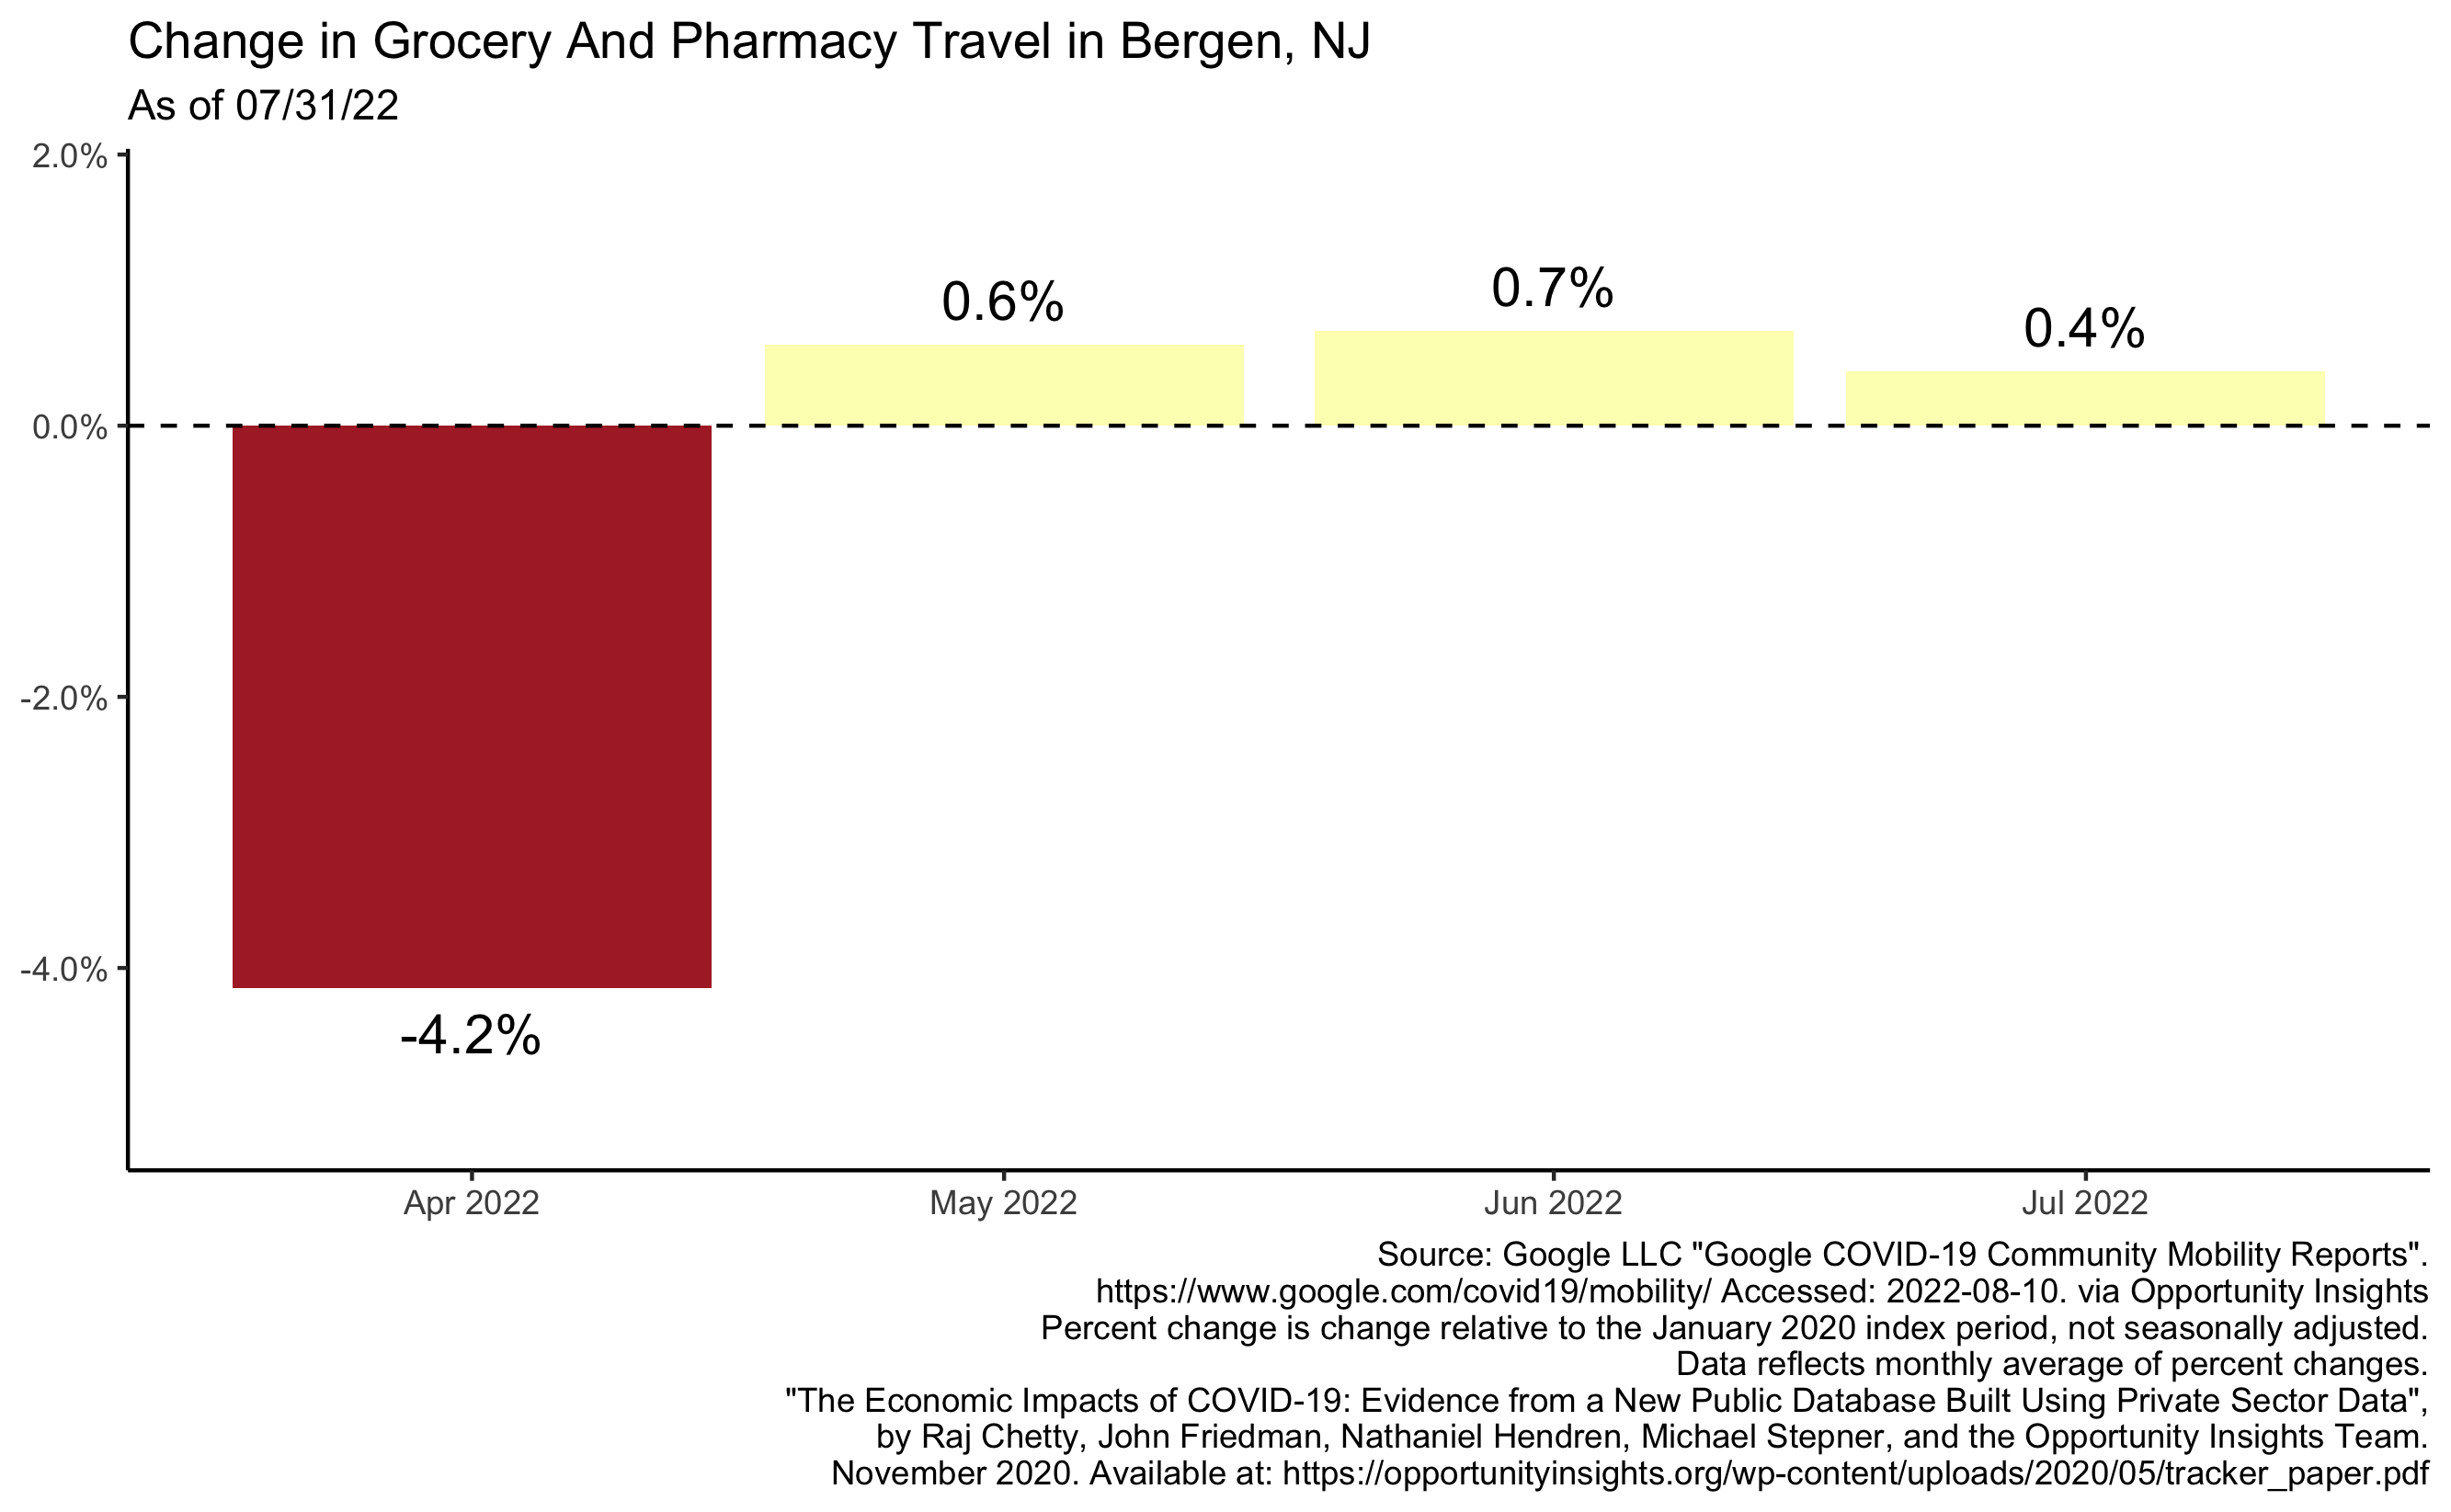 Change in Grocery And Pharmacy Travel in Bergen, NJ
As of 07/31/22
2.0%
0.0%
-2.0%
-4.0%
-4.2%
0.6%
0.7%
0.4%
Apr 2022
May 2022
Jun 2022
Jul 2022
Source: Google LLC "Google COVID-19 Community Mobility Reports".
https://www.google.com/covid19/mobility/ Accessed: 2022-08-10. via Opportunity Insights
Percent change is change relative to the January 2020 index period, not seasonally adjusted.
Data reflects monthly average of percent changes.
"The Economic Impacts of COVID-19: Evidence from a New Public Database Built Using Private Sector Data",
by Raj Chetty, John Friedman, Nathaniel Hendren, Michael Stepner, and the Opportunity Insights Team.
November 2020. Available at: https://opportunityinsights.org/wp-content/uploads/2020/05/tracker_paper.pdf